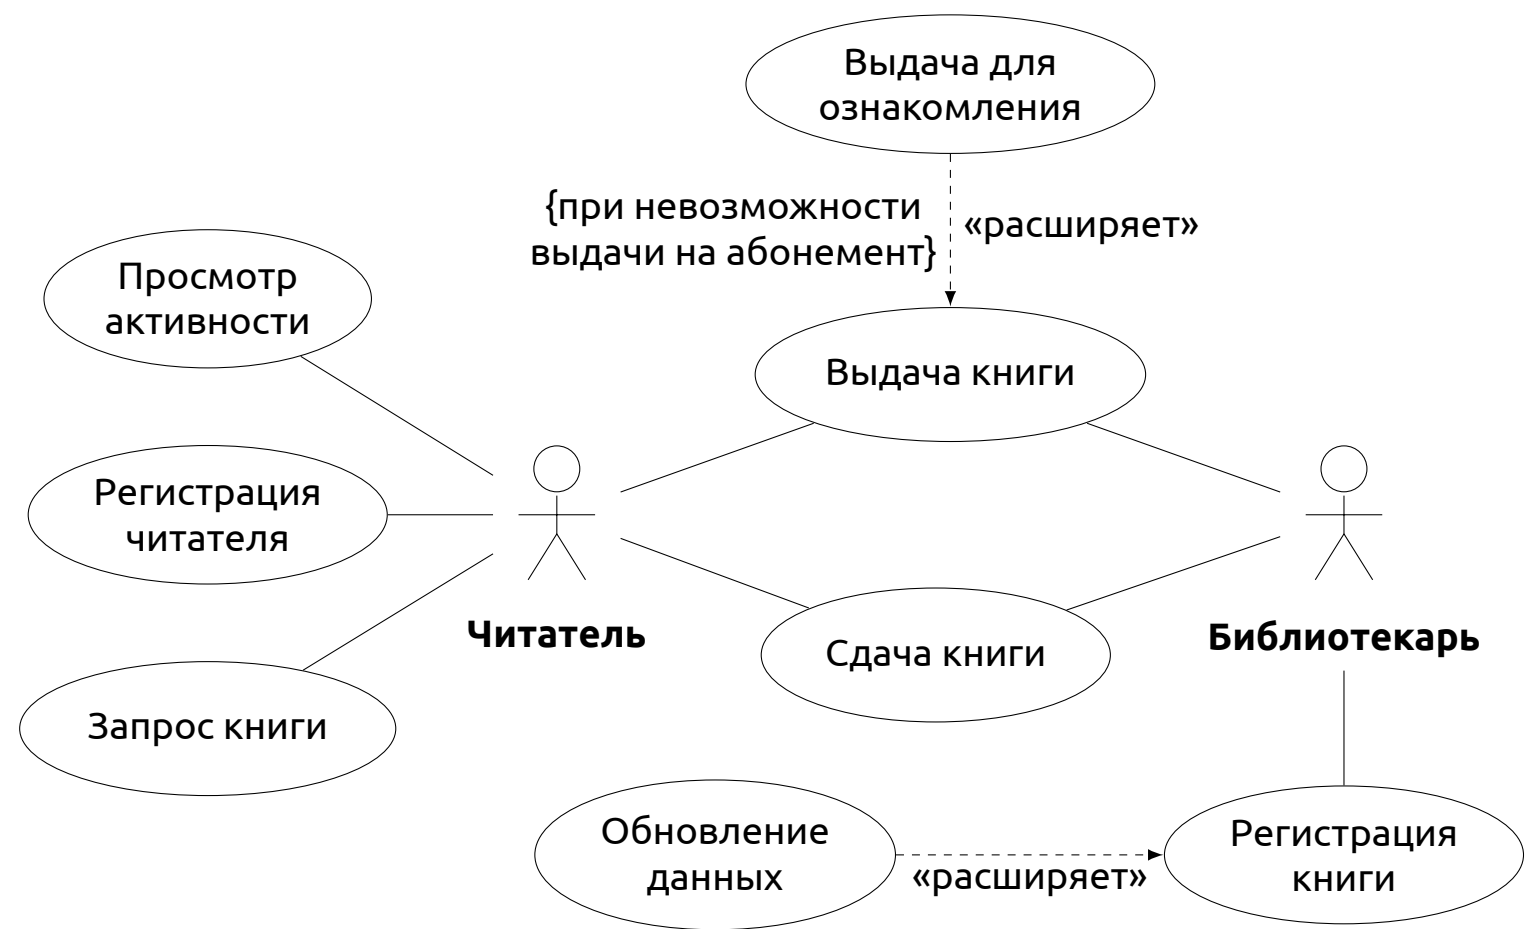 Выдача для
ознакомления
{при невозможности
выдачи на абонемент}
«расширяет»
Просмотр
активности
Выдача книги
Регистрация
читателя
Читатель
Библиотекарь
Сдача книги
Запрос книги
Обновление
данных
«расширяет»
Регистрация
книги